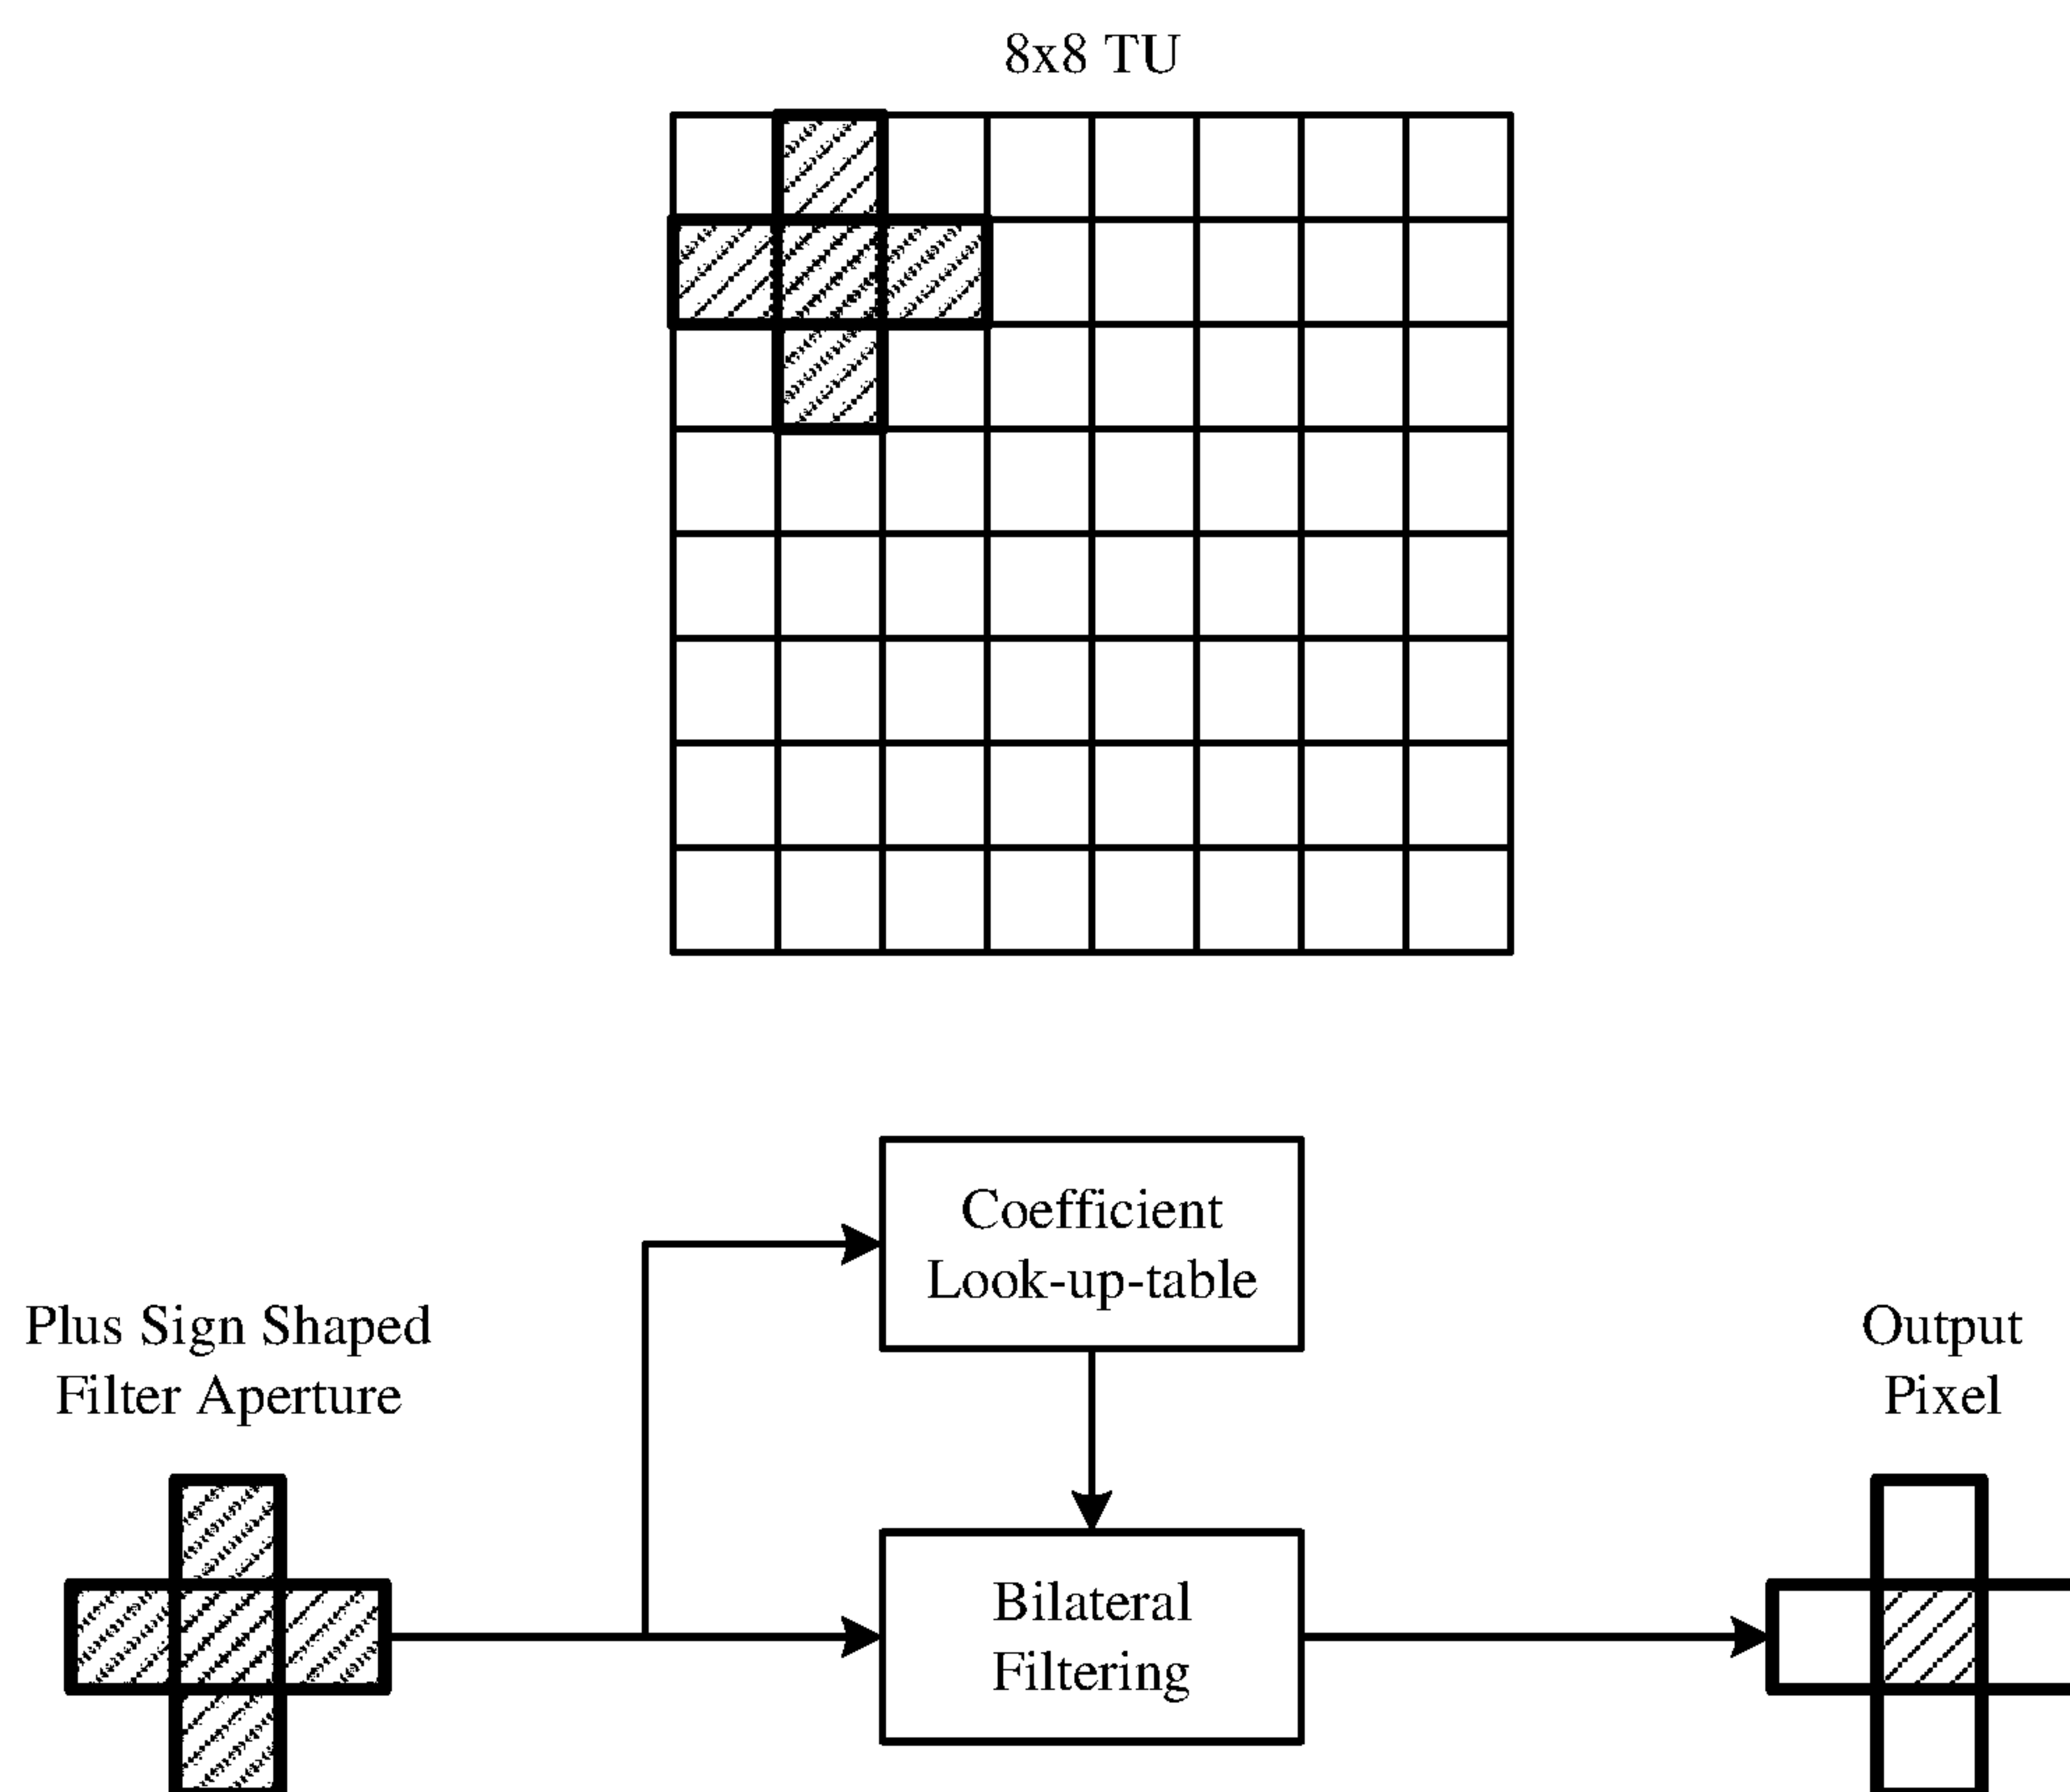 8x8 TU
Coefficient
Look-up-table
Plus Sign Shaped
Filter Aperture
Output
Pixel
Bilateral
Filtering